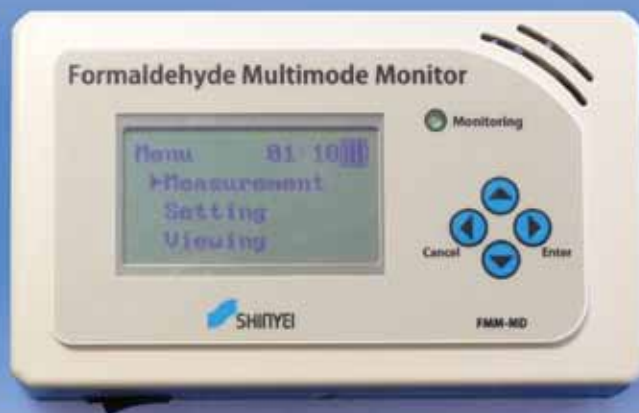 Formaldehyde Multimode Monitor
Monitoring
Menu 01:10
Measurement
Setting
Viewing
Cancel
Enter
SHINYEI
FMM-MD